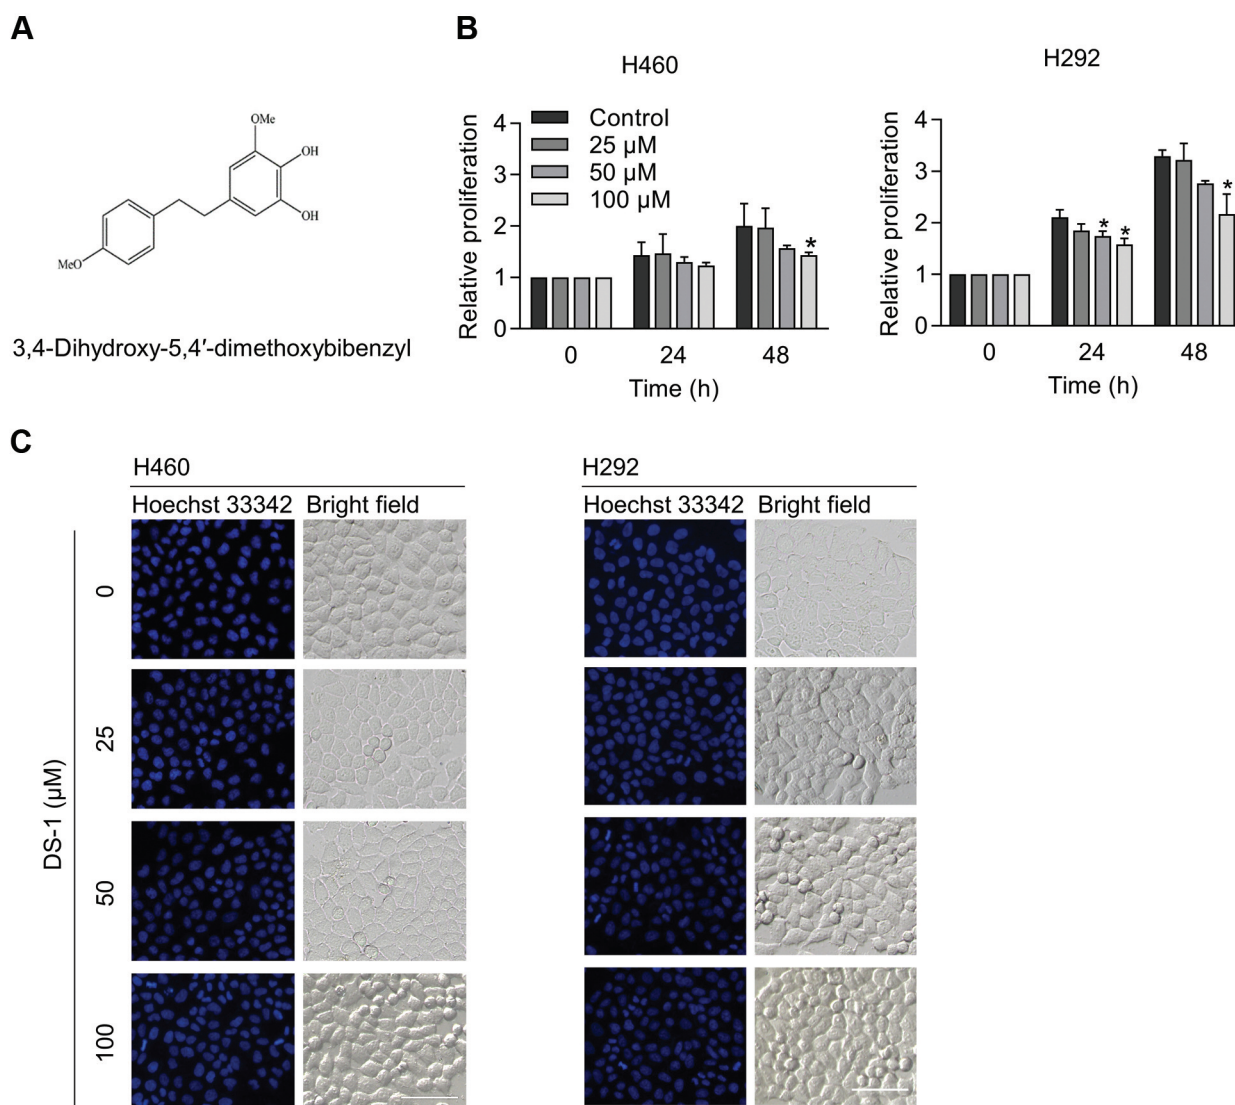 A
OMe
OH
OH
MeO
3,4-Dihydroxy-5,4′-dimethoxybibenzyl
B
H460
Relative proliferation
4
3
2
1
0
Control
25 µM
50 µM
100 µM
*
0 24 48
Time (h)
H292
Relative proliferation
4
3
2
1
0
* * *
0 24 48
Time (h)
C
H460
Hoechst 33342 Bright field
H292
Hoechst 33342 Bright field
DS-1 (µM)
0
25
50
100